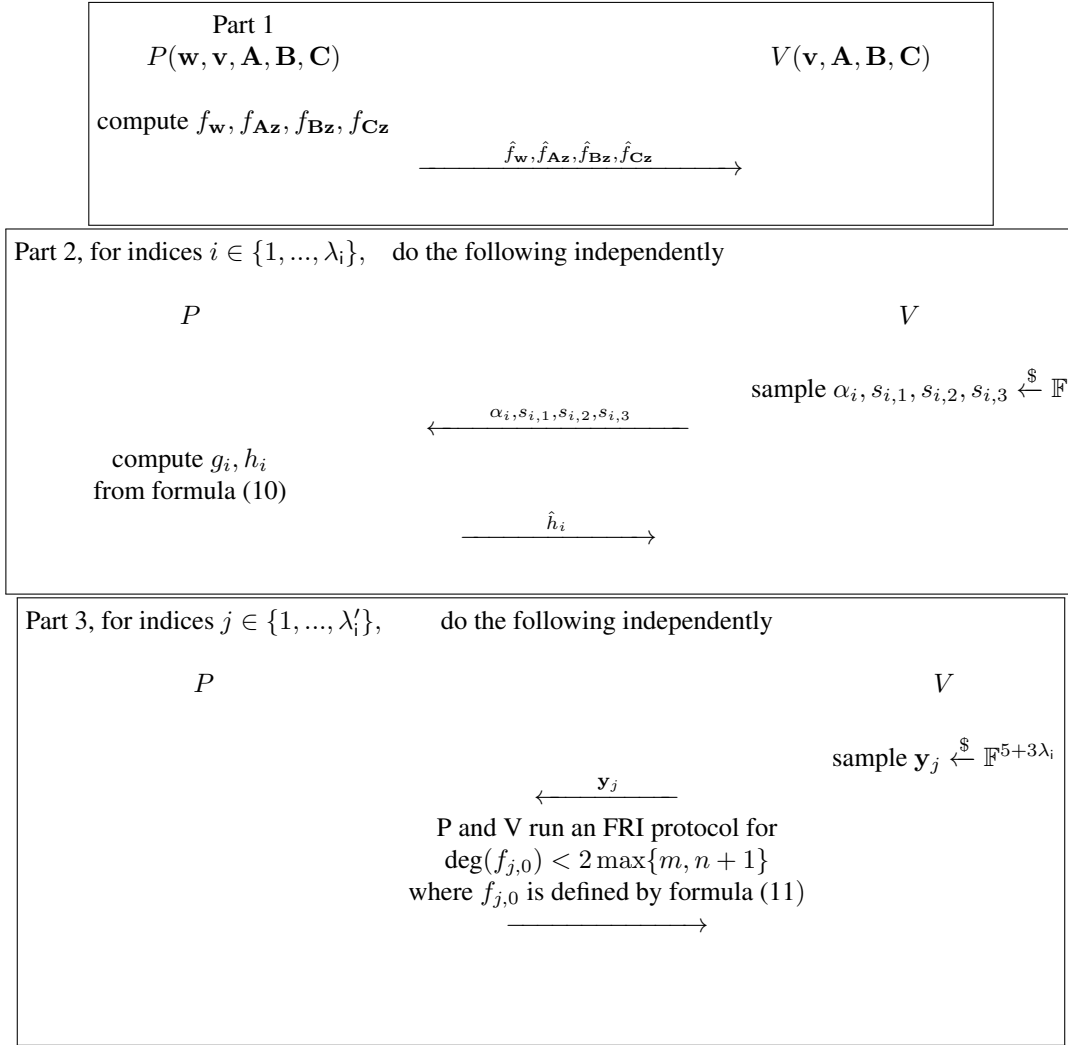 Part 1
P(w, v, A, B, C) V(v, A, B, C)
compute f_w, f_Az, f_Bz, f_Cz
f̂_w, f̂_Az, f̂_Bz, f̂_Cz
Part 2, for indices i ∈ {1, ..., λ_i}, do the following independently
P V
sample α_i, s_{i,1}, s_{i,2}, s_{i,3} ←$ 𝔽
α_i, s_{i,1}, s_{i,2}, s_{i,3}
compute g_i, h_i
from formula (10)
ĥ_i
Part 3, for indices j ∈ {1, ..., λ′_i}, do the following independently
P V
sample y_j ←$ 𝔽^{5+3λ_i}
y_j
P and V run an FRI protocol for
deg(f_{j,0}) < 2 max{m, n + 1}
where f_{j,0} is defined by formula (11)